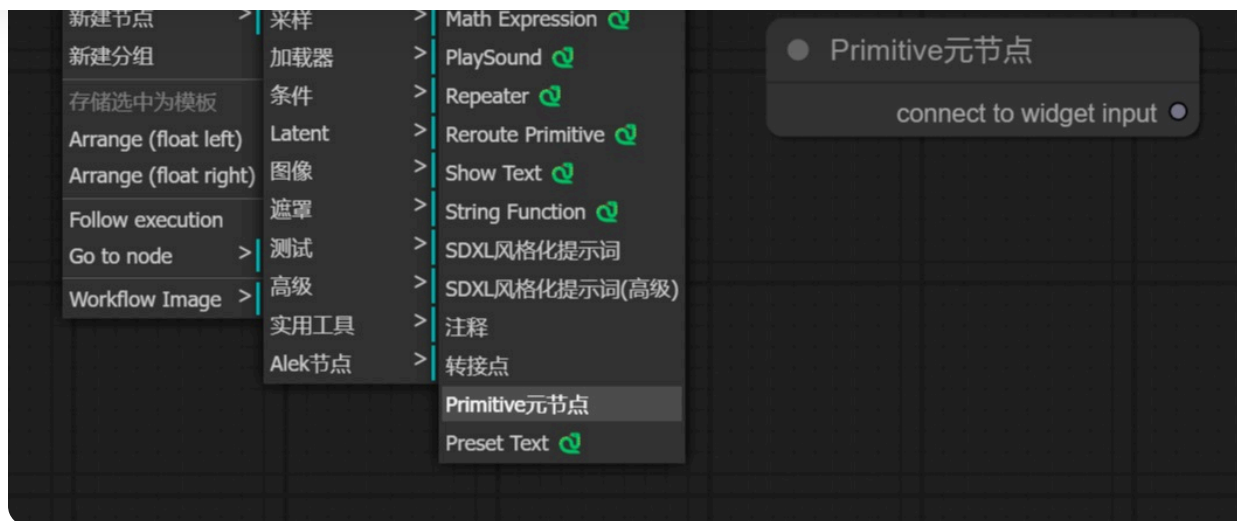 新建节点 >
新建分组
存储选中为模板
Arrange (float left)
Arrange (float right)
Follow execution
Go to node >
Workflow Image >
采样 >
加载器 >
条件 >
Latent >
图像 >
遮罩 >
测试 >
高级 >
实用工具 >
Alek节点 >
Math Expression
PlaySound
Repeater
Reroute Primitive
Show Text
String Function
SDXL风格化提示词
SDXL风格化提示词(高级)
注释
转接点
Primitive元节点
Preset Text
Primitive元节点
connect to widget input